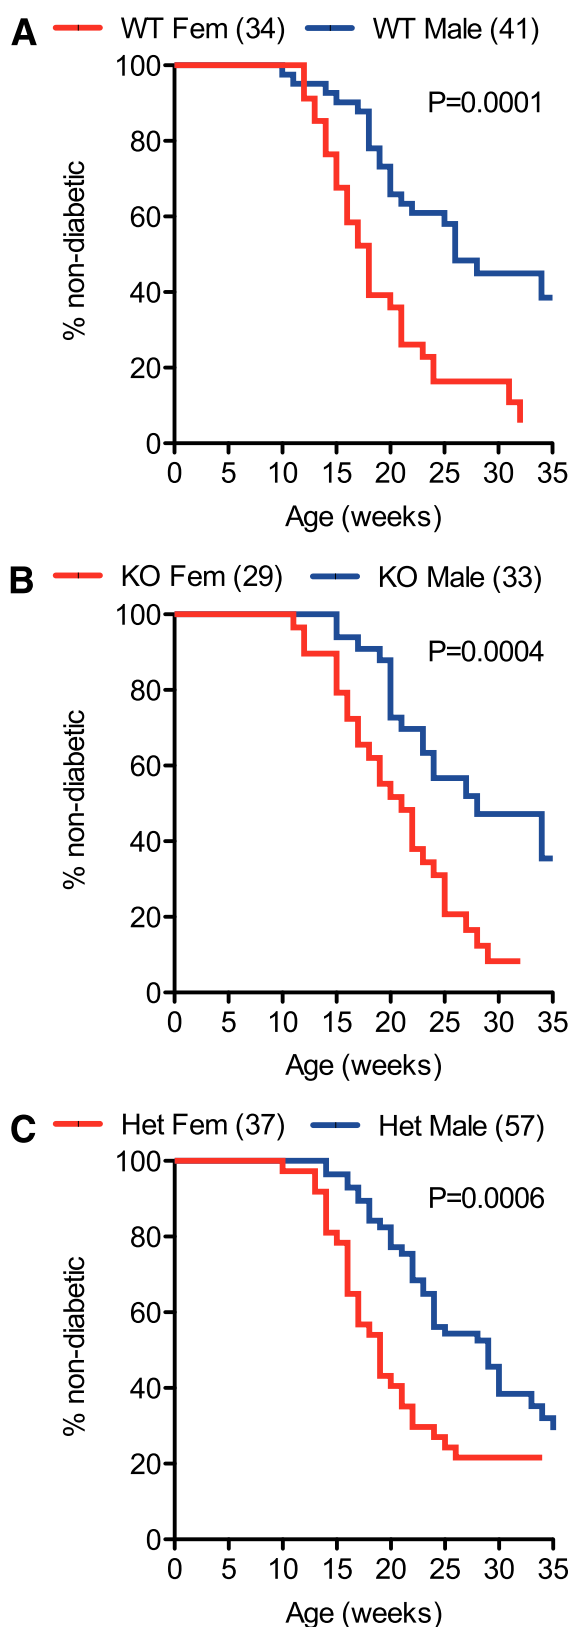 A WT Fem (34) WT Male (41)
100
P=0.0001
80
60
% non-diabetic
40
20
0
0 5 10 15 20 25 30 35
Age (weeks)
B KO Fem (29) KO Male (33)
100
P=0.0004
80
60
% non-diabetic
40
20
0
0 5 10 15 20 25 30 35
Age (weeks)
C Het Fem (37) Het Male (57)
100
P=0.0006
80
60
% non-diabetic
40
20
0
0 5 10 15 20 25 30 35
Age (weeks)